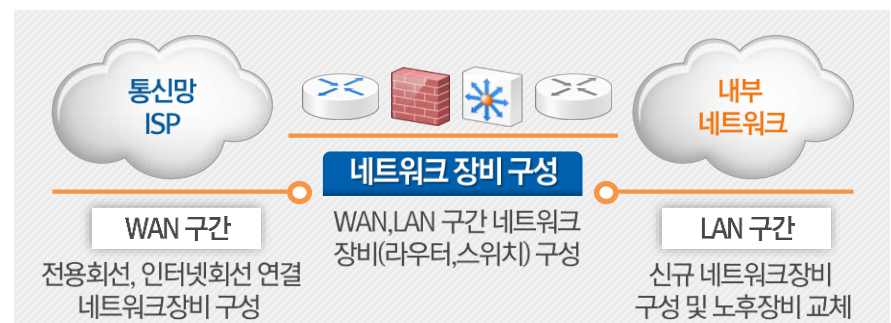 통신망
ISP
내부
네트워크
네트워크 장비 구성
WAN 구간
WAN,LAN 구간 네트워크
장비(라우터,스위치) 구성
LAN 구간
전용회선, 인터넷회선 연결
네트워크장비 구성
신규 네트워크장비
구성 및 노후장비 교체